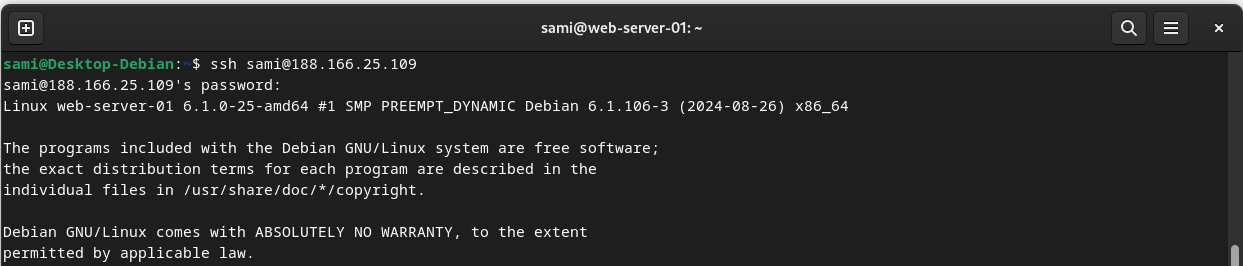 sami@web-server-01: ~
sami@Desktop-Debian:~$ ssh sami@188.166.25.109
sami@188.166.25.109's password:
Linux web-server-01 6.1.0-25-amd64 #1 SMP PREEMPT_DYNAMIC Debian 6.1.106-3 (2024-08-26) x86_64

The programs included with the Debian GNU/Linux system are free software;
the exact distribution terms for each program are described in the
individual files in /usr/share/doc/*/copyright.

Debian GNU/Linux comes with ABSOLUTELY NO WARRANTY, to the extent
permitted by applicable law.